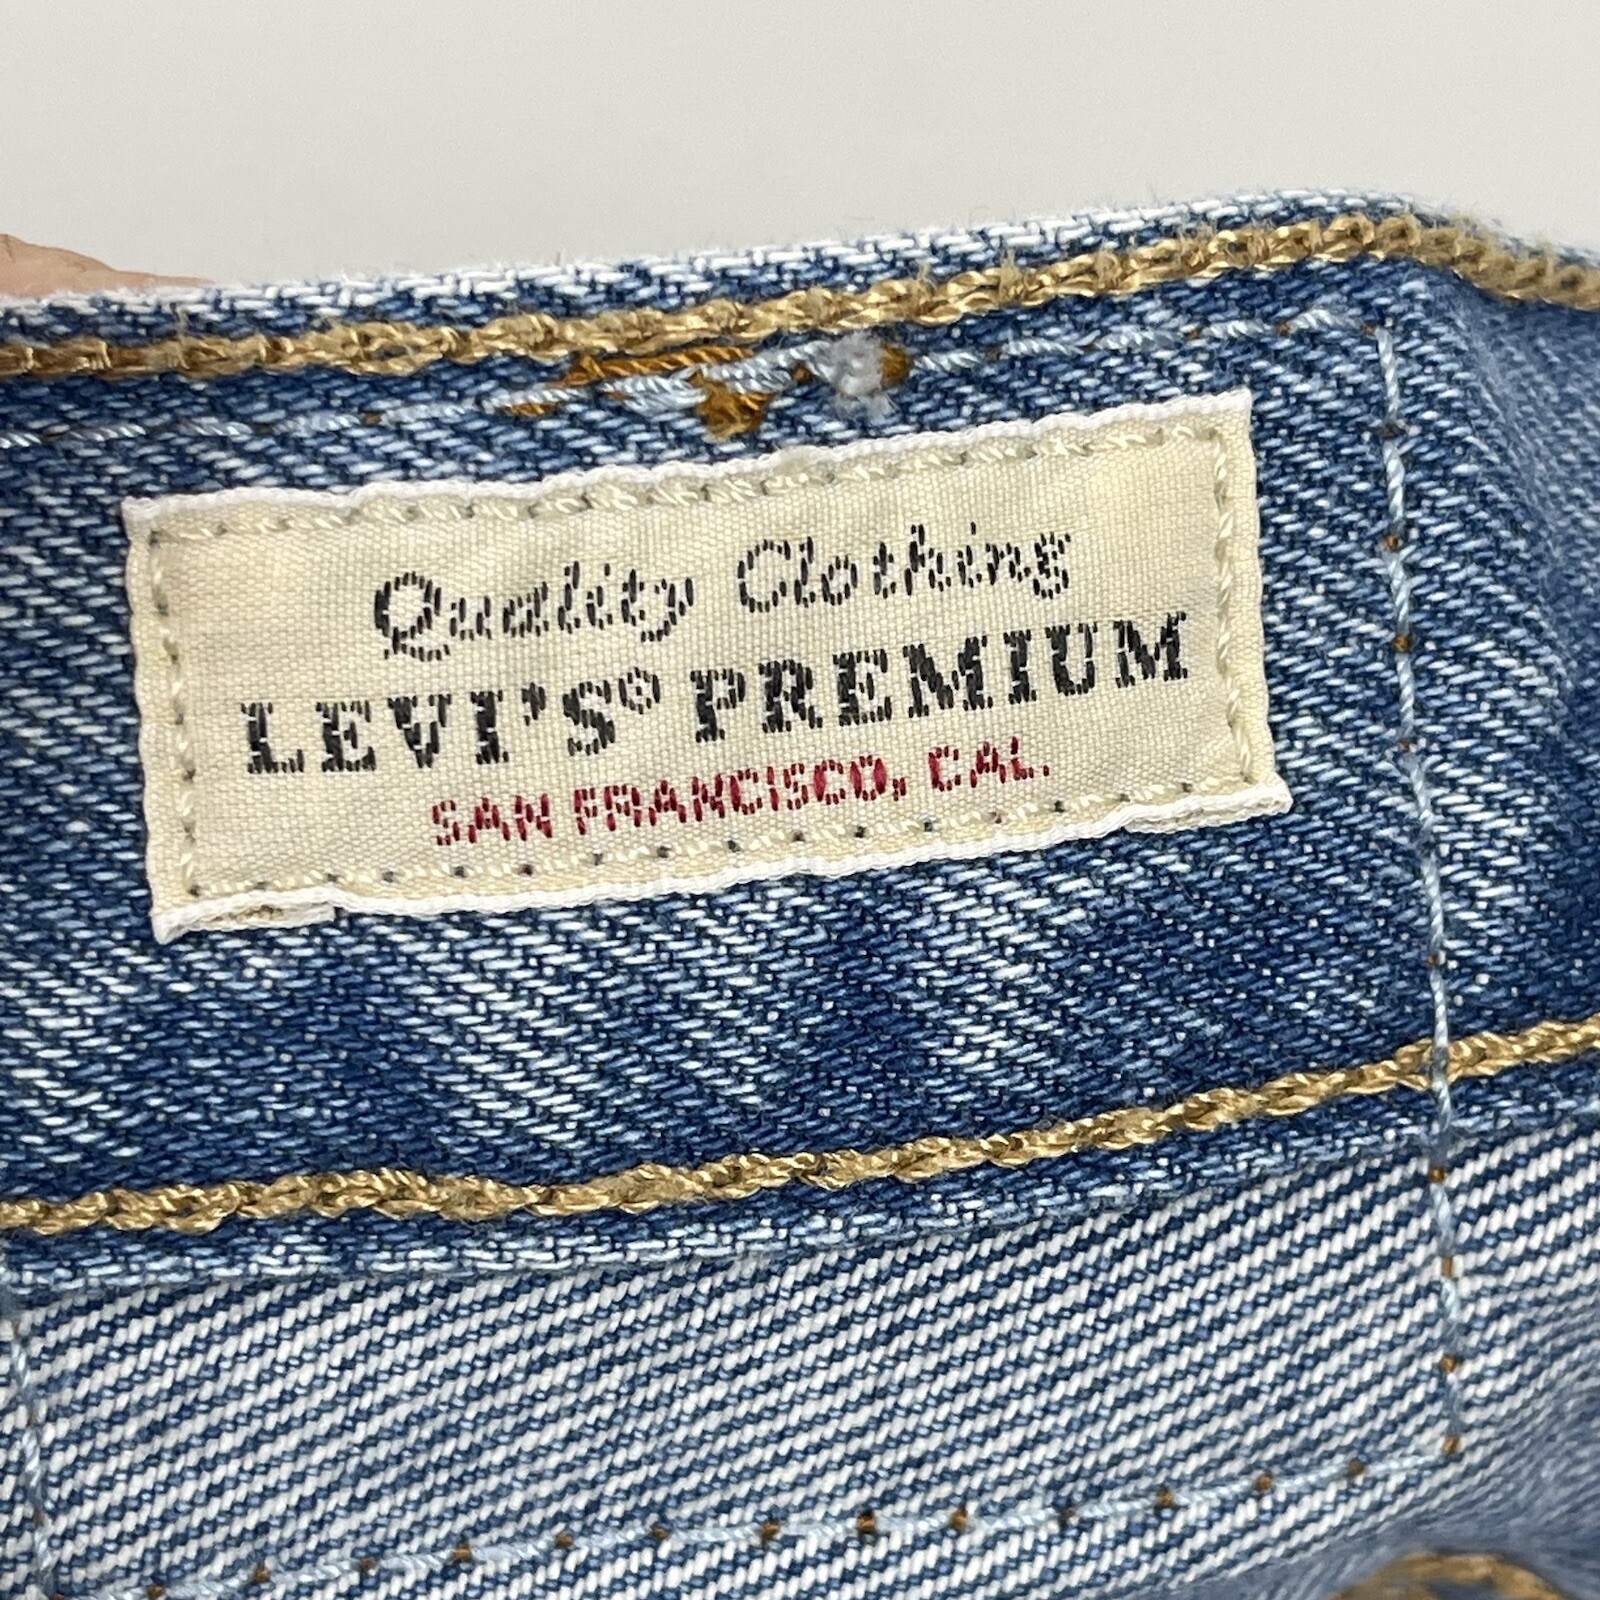 Quality Clothing
LEVI'S® PREMIUM
SAN FRANCISCO, CAL.